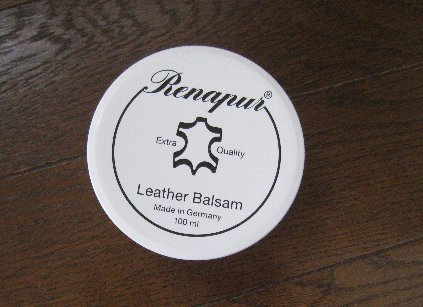 Renapur®
Extra Quality
Leather Balsam
Made in Germany
100 ml